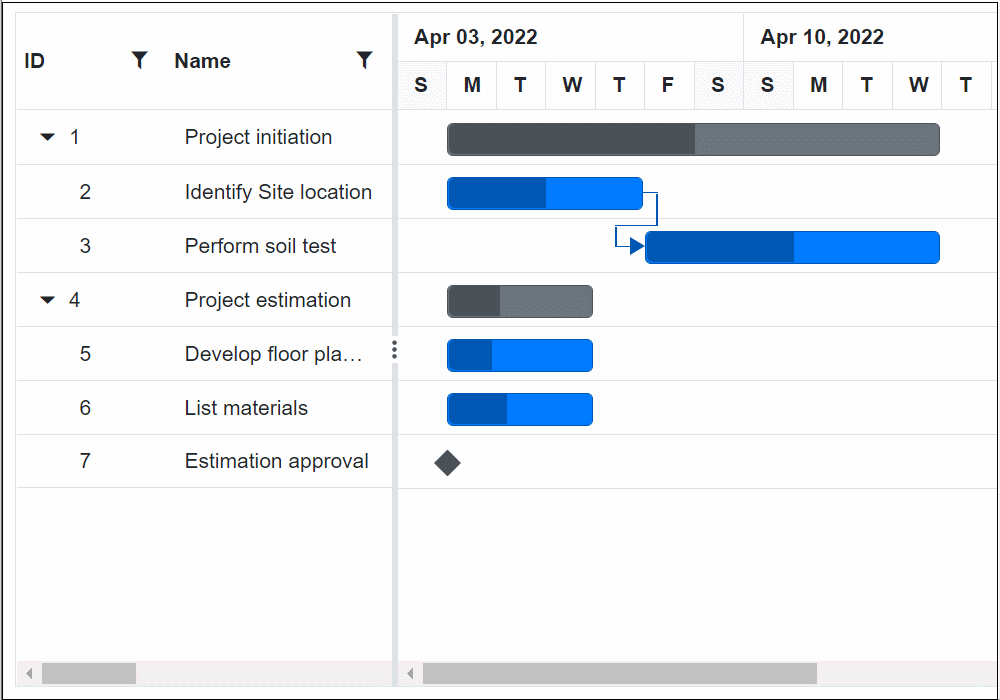 Apr 03, 2022 Apr 10, 2022
ID Name
S M T W T F S S M T W T
1 Project initiation
2 Identify Site location
3 Perform soil test
4 Project estimation
5 Develop floor pla…
6 List materials
7 Estimation approval